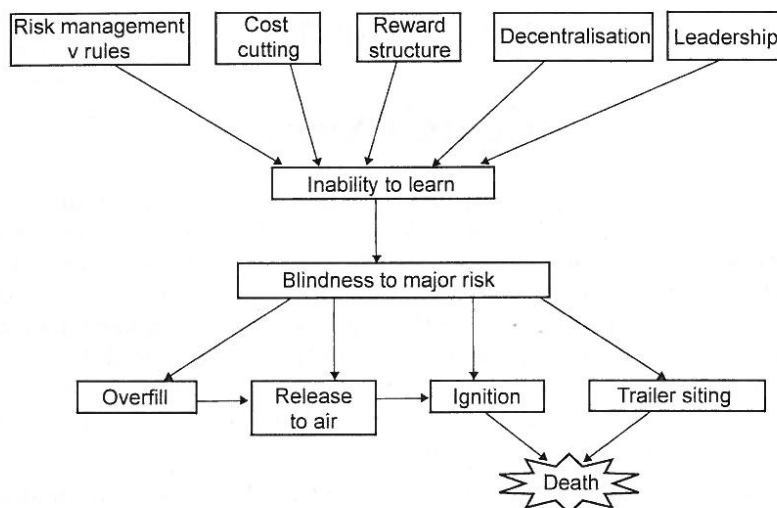 Risk management
v rules
Cost
cutting
Reward
structure
Decentralisation
Leadership
Inability to learn
Blindness to major risk
Overfill
Release
to air
Ignition
Trailer siting
Death